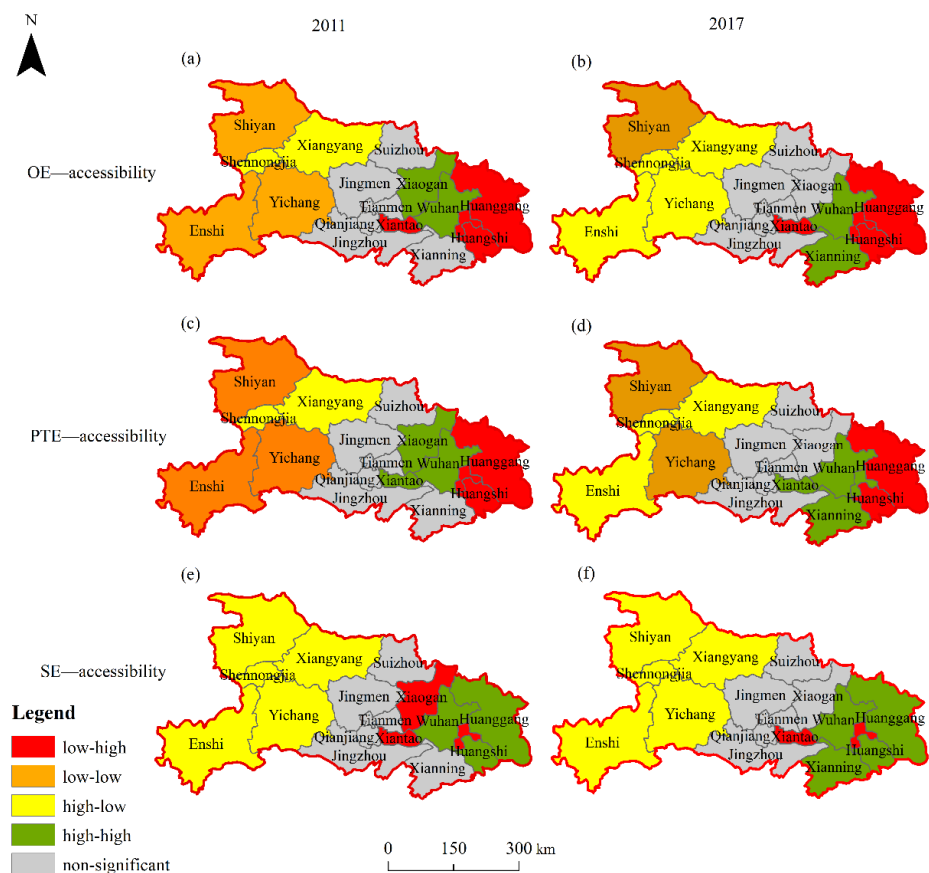 N
2011
2017
(a)
Shiyan
Xiangyang
Suizhou
Shennongjia
Jingmen
Xiaogan
Yichang
Tianmen
Wuhan
Huanggang
Enshi
Qianjiang
Xiantao
Jingzhou
Huangshi
Xianning
(b)
Shiyan
Xiangyang
Suizhou
Shennongjia
Jingmen
Xiaogan
Yichang
Tianmen
Wuhan
Huanggang
Enshi
Qianjiang
Xiantao
Jingzhou
Huangshi
Xianning
OE—accessibility
(c)
Shiyan
Xiangyang
Suizhou
Shennongjia
Jingmen
Xiaogan
Yichang
Tianmen
Wuhan
Huanggang
Enshi
Qianjiang
Xiantao
Jingzhou
Huangshi
Xianning
(d)
Shiyan
Xiangyang
Suizhou
Shennongjia
Jingmen
Xiaogan
Yichang
Tianmen
Wuhan
Huanggang
Enshi
Qianjiang
Xiantao
Jingzhou
Huangshi
Xianning
PTE—accessibility
(e)
Shiyan
Xiangyang
Suizhou
Shennongjia
Jingmen
Xiaogan
Yichang
Tianmen
Wuhan
Huanggang
Enshi
Qianjiang
Xiantao
Jingzhou
Huangshi
Xianning
(f)
Shiyan
Xiangyang
Suizhou
Shennongjia
Jingmen
Xiaogan
Yichang
Tianmen
Wuhan
Huanggang
Enshi
Qianjiang
Xiantao
Jingzhou
Huangshi
Xianning
SE—accessibility
Legend
low-high
low-low
high-low
high-high
non-significant
0 150 300 km